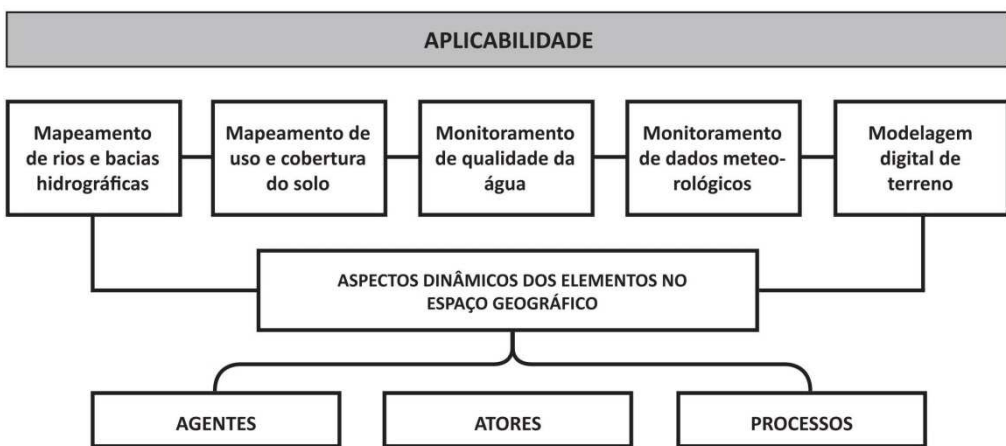 APLICABILIDADE
Mapeamento
de rios e bacias
hidrográficas
Mapeamento de
uso e cobertura
do solo
Monitoramento
de qualidade da
água
Monitoramento
de dados meteo-
rológicos
Modelagem
digital de
terreno
ASPECTOS DINÂMICOS DOS ELEMENTOS NO
ESPAÇO GEOGRÁFICO
AGENTES
ATORES
PROCESSOS